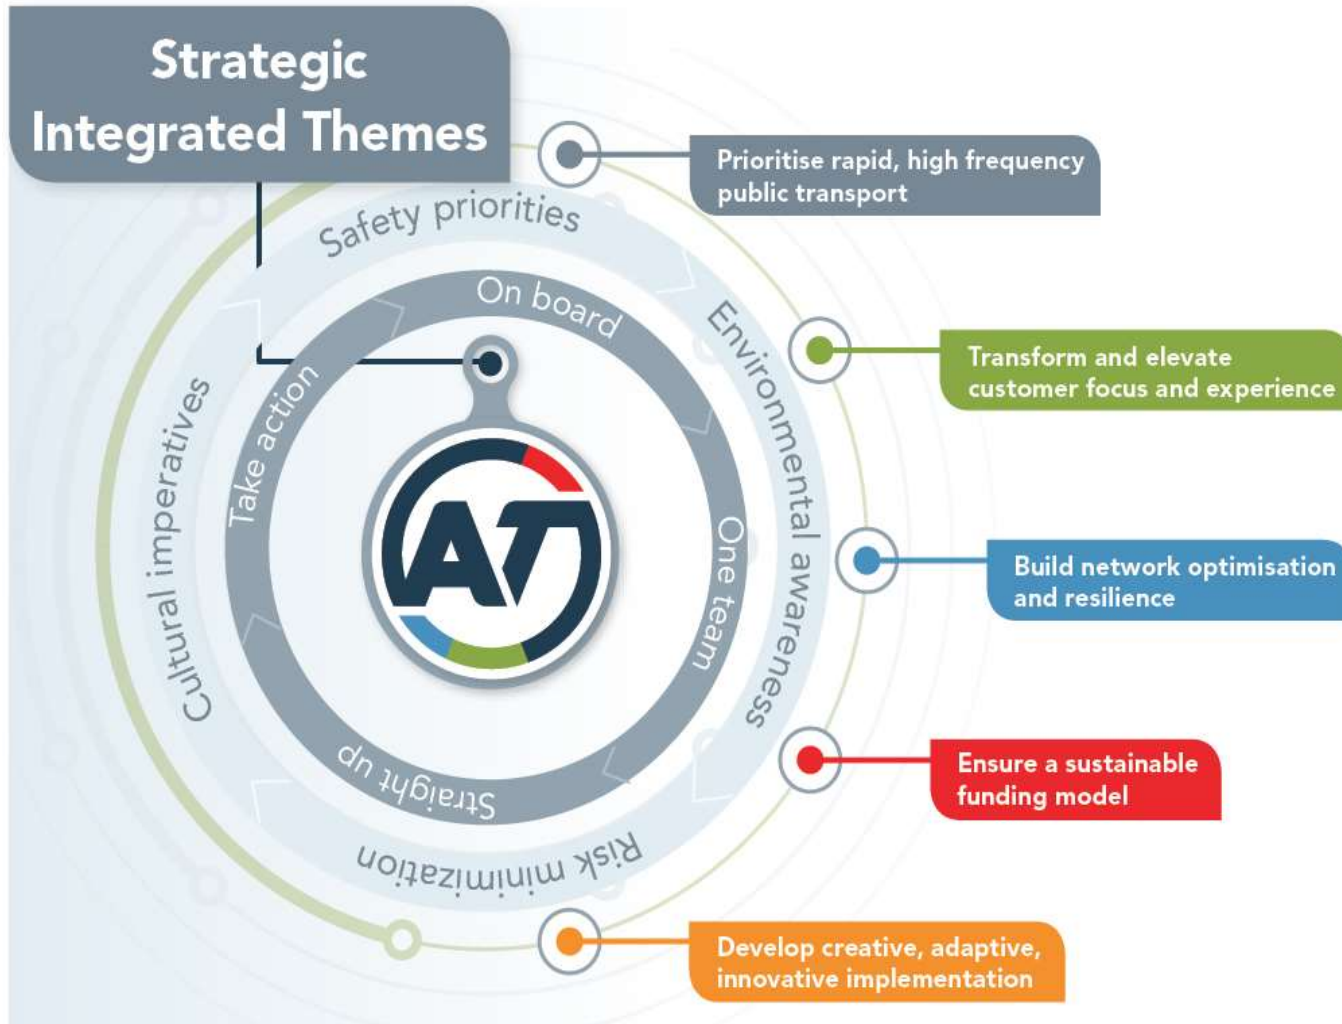 Strategic
Integrated Themes
Prioritise rapid, high frequency
public transport
Transform and elevate
customer focus and experience
Build network optimisation
and resilience
Ensure a sustainable
funding model
Develop creative, adaptive,
innovative implementation
Safety priorities
Environmental awareness
Risk minimization
Cultural imperatives
On board
One team
Straight up
Take action
AT